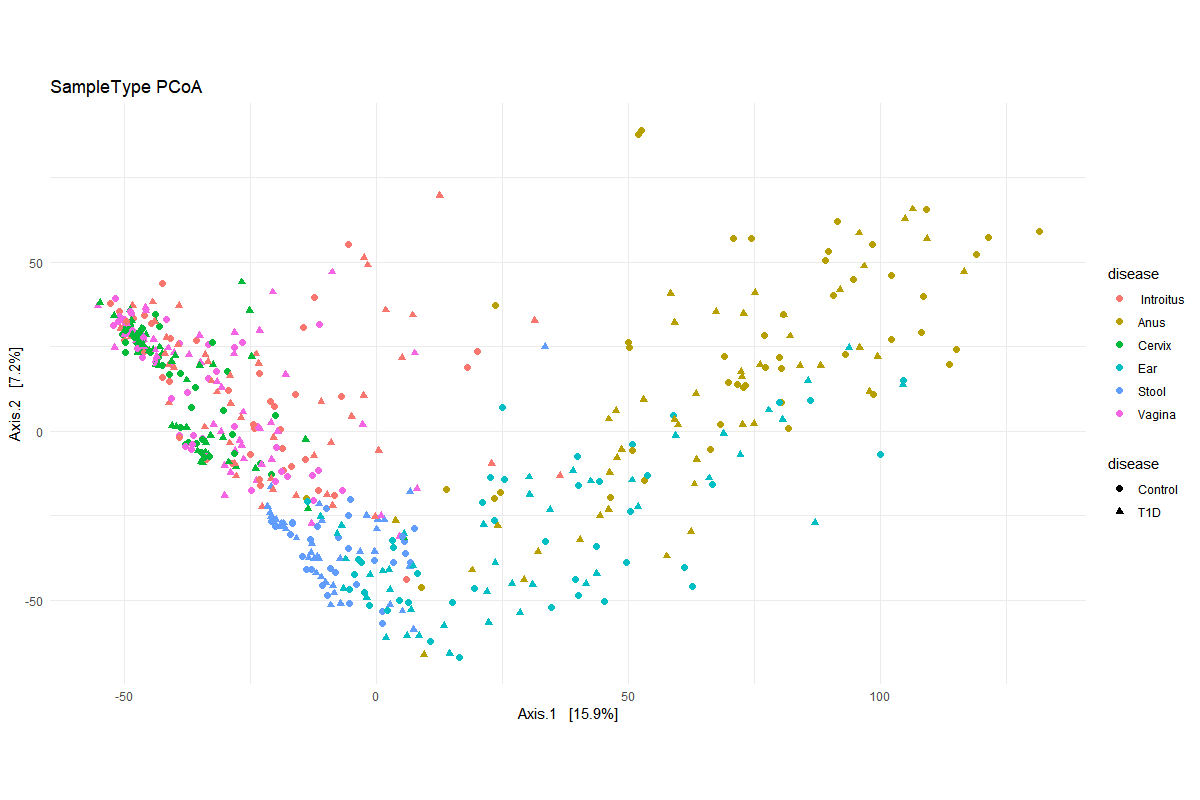 SampleType PCoA
Axis.2 [7.2%]
50
0
-50
-50
0
50
100
Axis.1 [15.9%]
disease
Introitus
Anus
Cervix
Ear
Stool
Vagina
disease
Control
T1D